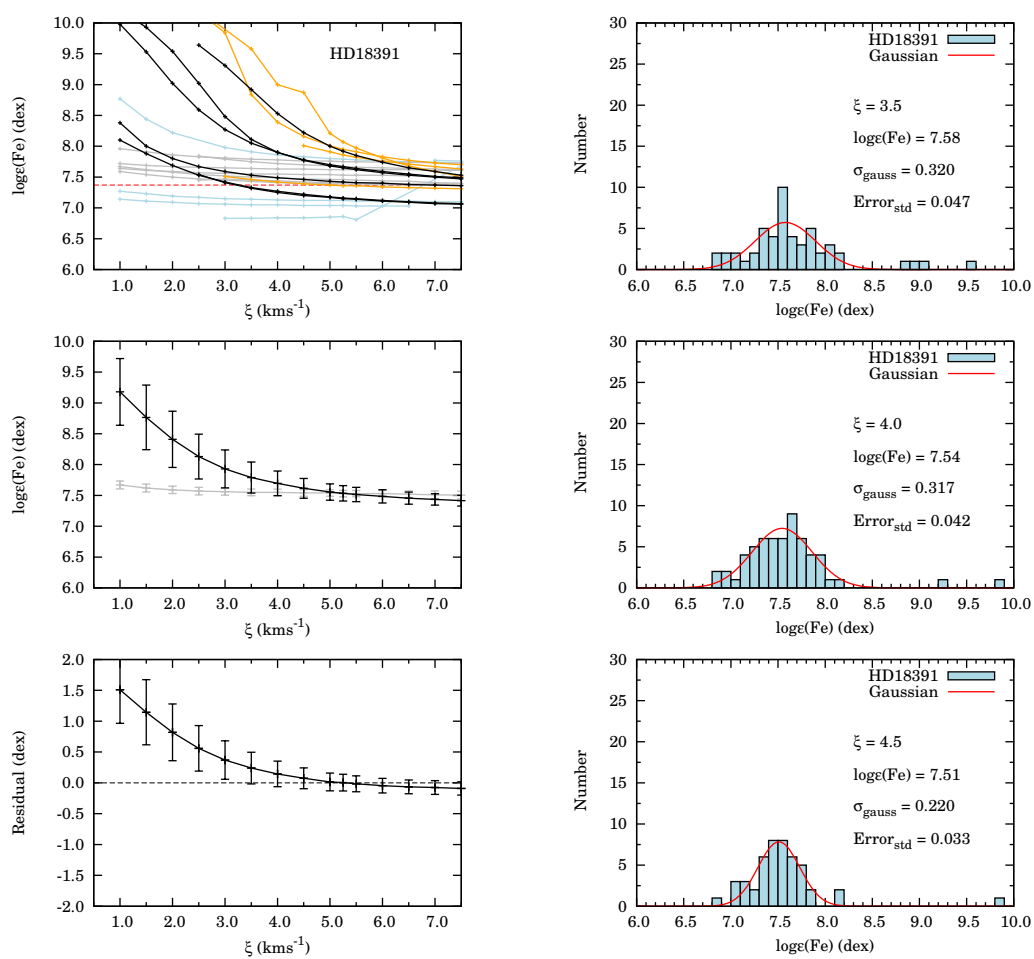 10.0
9.5
9.0
8.5
8.0
7.5
7.0
6.5
6.0
logε(Fe) (dex)
HD18391
1.0 2.0 3.0 4.0 5.0 6.0 7.0
ξ (kms⁻¹)
30
25
20
15
10
5
0
Number
HD18391
Gaussian
ξ = 3.5
logε(Fe) = 7.58
σgauss = 0.320
Errorstd = 0.047
6.0 6.5 7.0 7.5 8.0 8.5 9.0 9.5 10.0
logε(Fe) (dex)
10.0
9.5
9.0
8.5
8.0
7.5
7.0
6.5
6.0
logε(Fe) (dex)
1.0 2.0 3.0 4.0 5.0 6.0 7.0
ξ (kms⁻¹)
30
25
20
15
10
5
0
Number
HD18391
Gaussian
ξ = 4.0
logε(Fe) = 7.54
σgauss = 0.317
Errorstd = 0.042
6.0 6.5 7.0 7.5 8.0 8.5 9.0 9.5 10.0
logε(Fe) (dex)
2.0
1.5
1.0
0.5
0.0
-0.5
-1.0
-1.5
-2.0
Residual (dex)
1.0 2.0 3.0 4.0 5.0 6.0 7.0
ξ (kms⁻¹)
30
25
20
15
10
5
0
Number
HD18391
Gaussian
ξ = 4.5
logε(Fe) = 7.51
σgauss = 0.220
Errorstd = 0.033
6.0 6.5 7.0 7.5 8.0 8.5 9.0 9.5 10.0
logε(Fe) (dex)